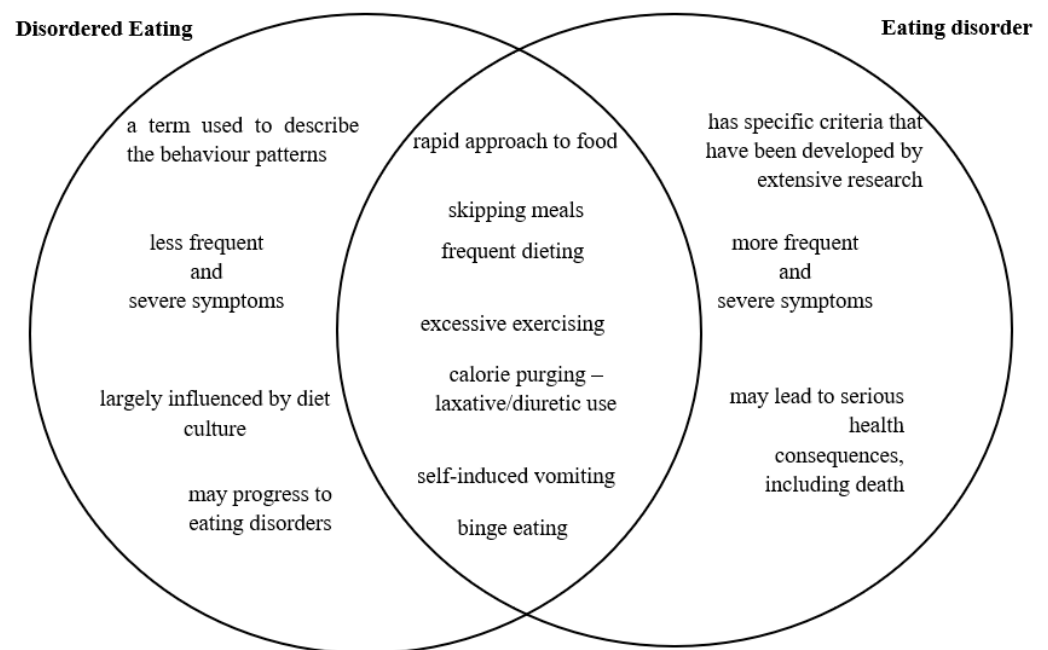 Disordered Eating
Eating disorder
a term used to describe
the behaviour patterns
less frequent
and
severe symptoms
largely influenced by diet
culture
may progress to
eating disorders
rapid approach to food
skipping meals
frequent dieting
excessive exercising
calorie purging –
laxative/diuretic use
self-induced vomiting
binge eating
has specific criteria that
have been developed by
extensive research
more frequent
and
severe symptoms
may lead to serious
health
consequences,
including death